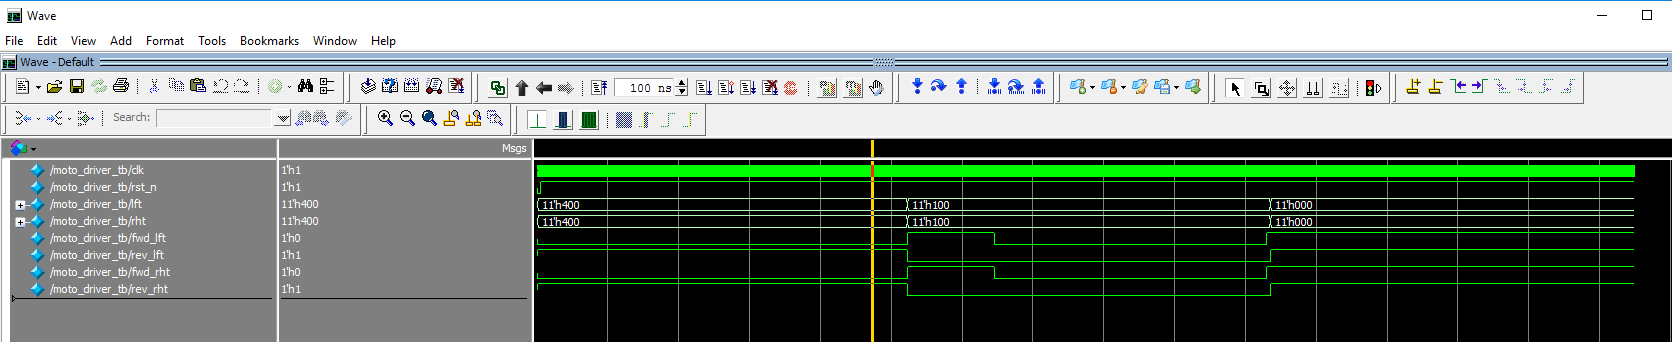 Wave
File Edit View Add Format Tools Bookmarks Window Help
Wave - Default
100 ns
Search:
Msgs
/moto_driver_tb/clk 1'h1
/moto_driver_tb/rst_n 1'h1
/moto_driver_tb/lft 11'h400 11'h400 11'h100 11'h000
/moto_driver_tb/rht 11'h400 11'h400 11'h100 11'h000
/moto_driver_tb/fwd_lft 1'h0
/moto_driver_tb/rev_lft 1'h1
/moto_driver_tb/fwd_rht 1'h0
/moto_driver_tb/rev_rht 1'h1